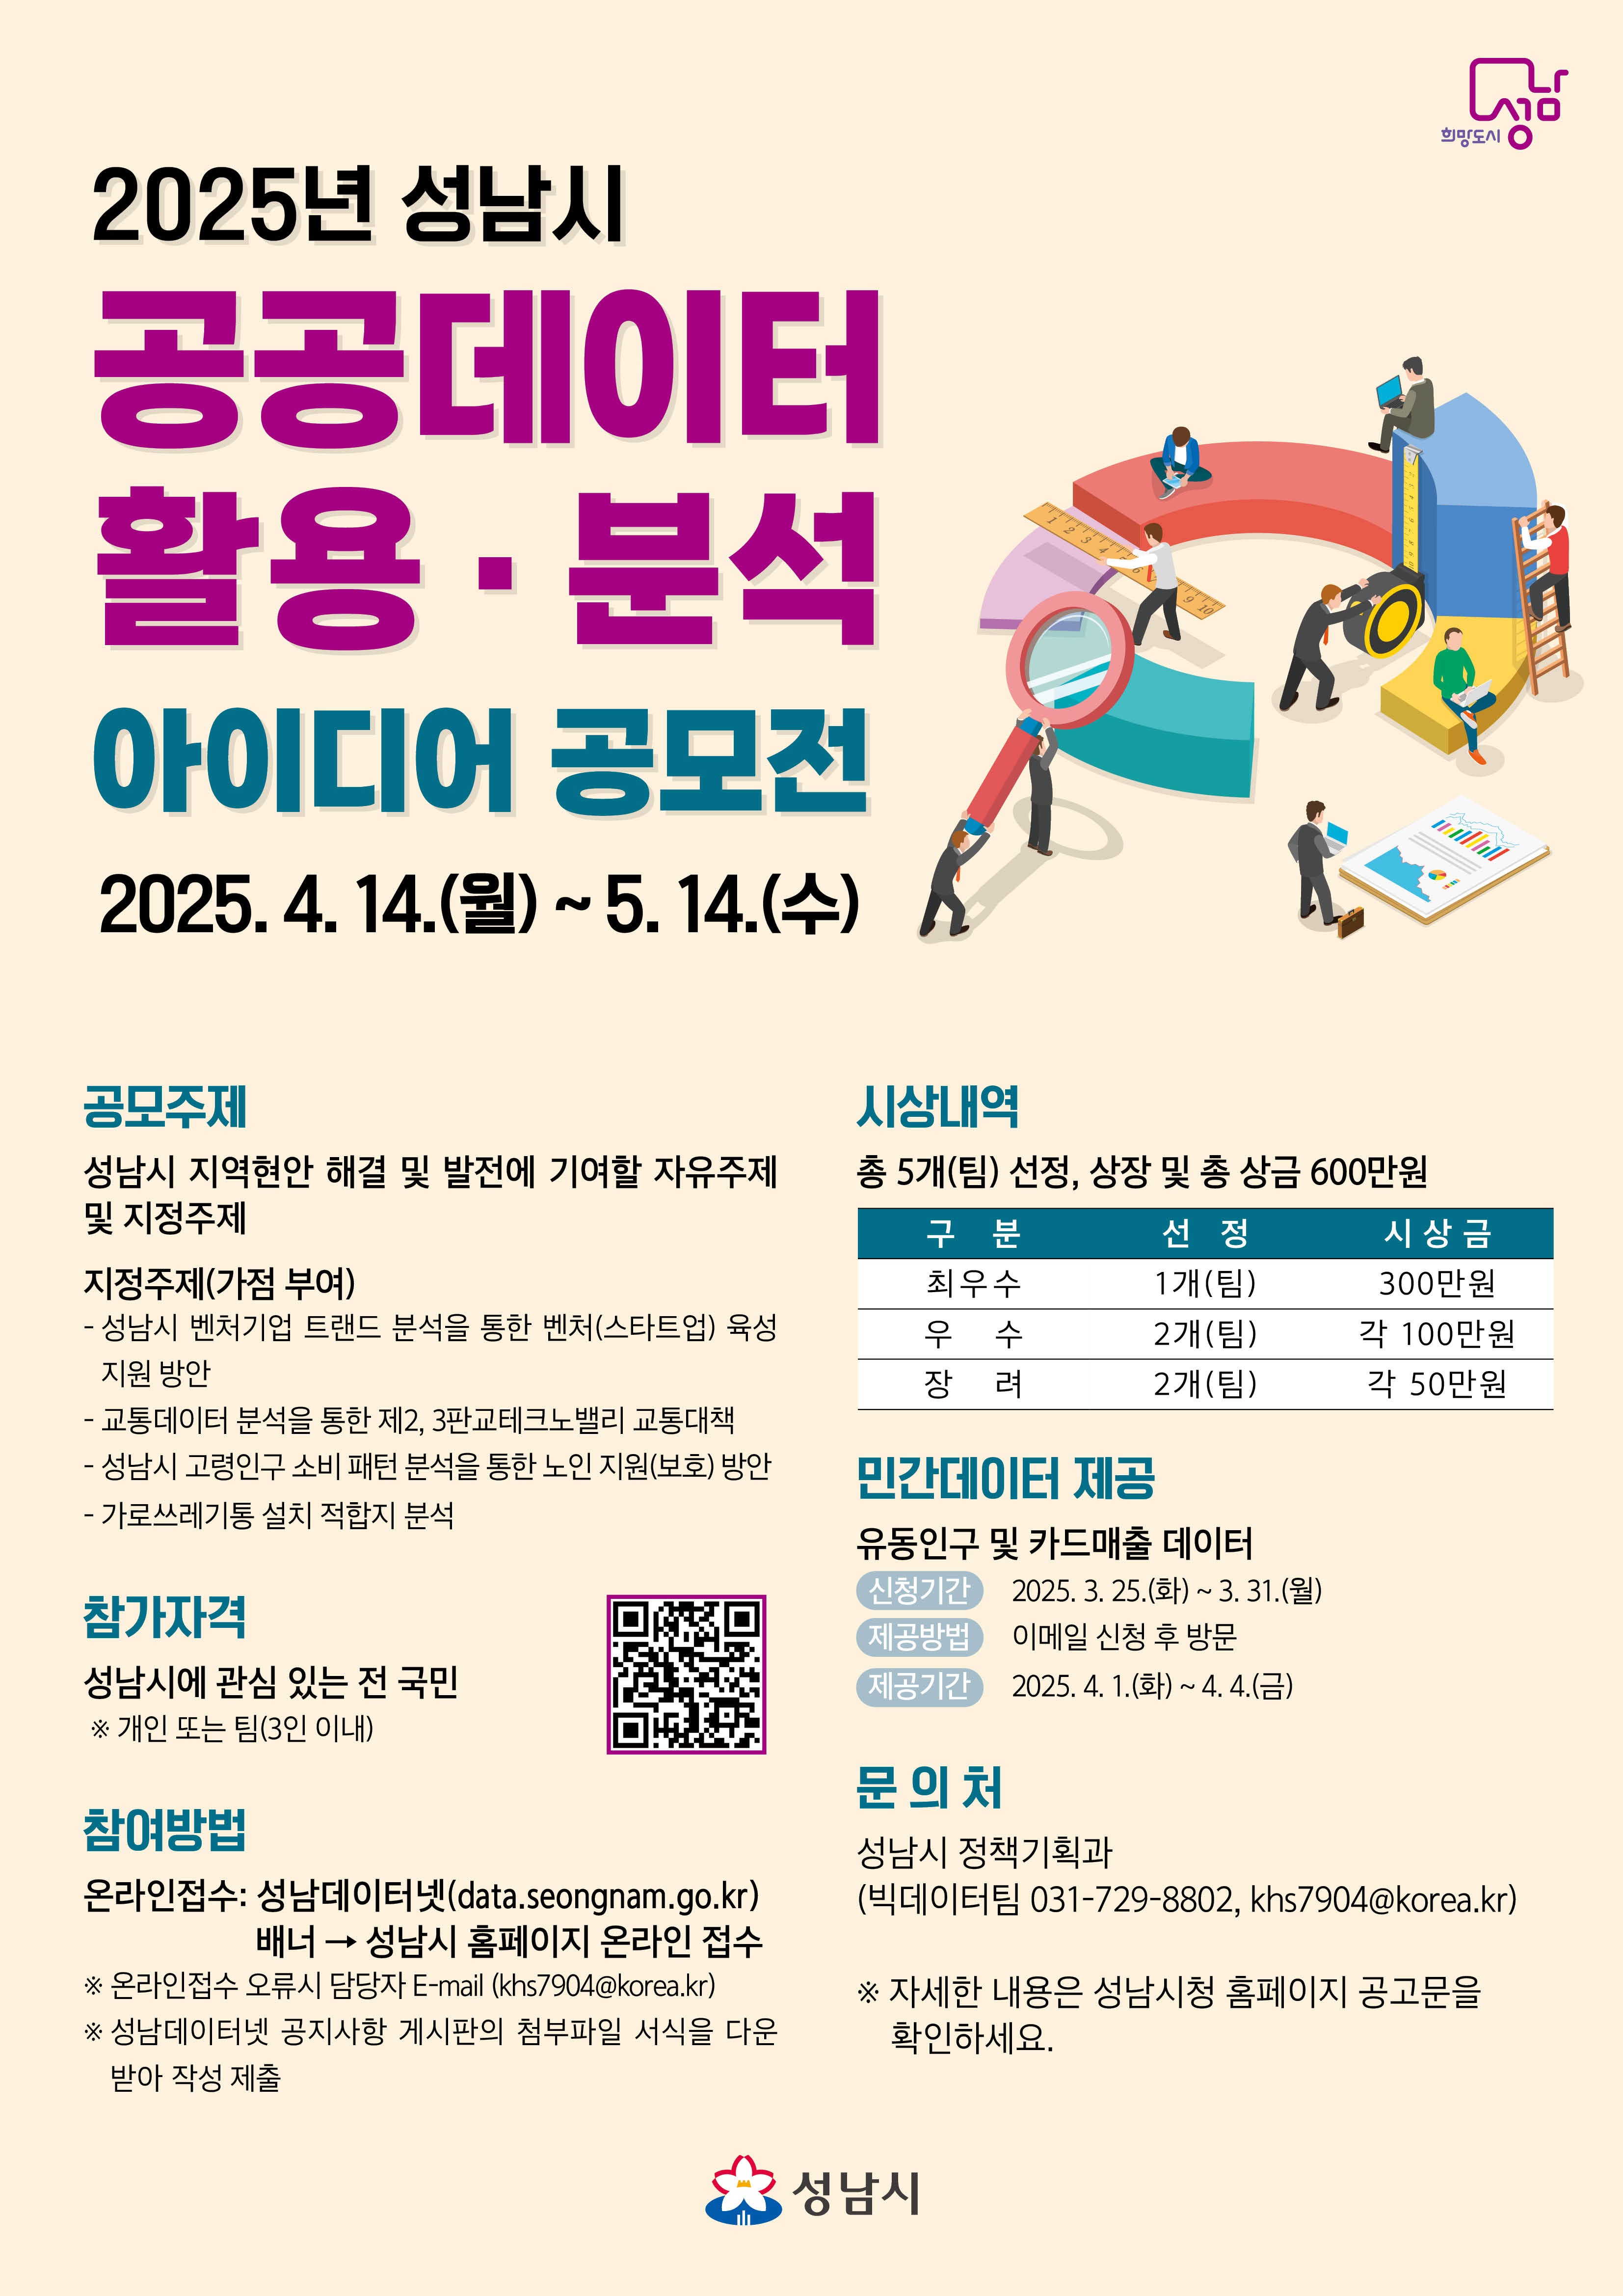 성남
희망도시
2025년 성남시
공공데이터
활용 · 분석
아이디어 공모전
2025. 4. 14.(월) ~ 5. 14.(수)
공모주제
성남시 지역현안 해결 및 발전에 기여할 자유주제
및 지정주제
지정주제(가점 부여)
- 성남시 벤처기업 트랜드 분석을 통한 벤처(스타트업) 육성
지원 방안
- 교통데이터 분석을 통한 제2, 3판교테크노밸리 교통대책
- 성남시 고령인구 소비 패턴 분석을 통한 노인 지원(보호) 방안
- 가로쓰레기통 설치 적합지 분석
참가자격
성남시에 관심 있는 전 국민
※ 개인 또는 팀(3인 이내)
참여방법
온라인접수: 성남데이터넷(data.seongnam.go.kr)
배너 → 성남시 홈페이지 온라인 접수
※ 온라인접수 오류시 담당자 E-mail (khs7904@korea.kr)
※ 성남데이터넷 공지사항 게시판의 첨부파일 서식을 다운
받아 작성 제출
시상내역
총 5개(팀) 선정, 상장 및 총 상금 600만원
구 분 선 정 시 상 금
최우수 1개(팀) 300만원
우 수 2개(팀) 각 100만원
장 려 2개(팀) 각 50만원
민간데이터 제공
유동인구 및 카드매출 데이터
신청기간 2025. 3. 25.(화) ~ 3. 31.(월)
제공방법 이메일 신청 후 방문
제공기간 2025. 4. 1.(화) ~ 4. 4.(금)
문 의 처
성남시 정책기획과
(빅데이터팀 031-729-8802, khs7904@korea.kr)
※ 자세한 내용은 성남시청 홈페이지 공고문을
확인하세요.
성남시